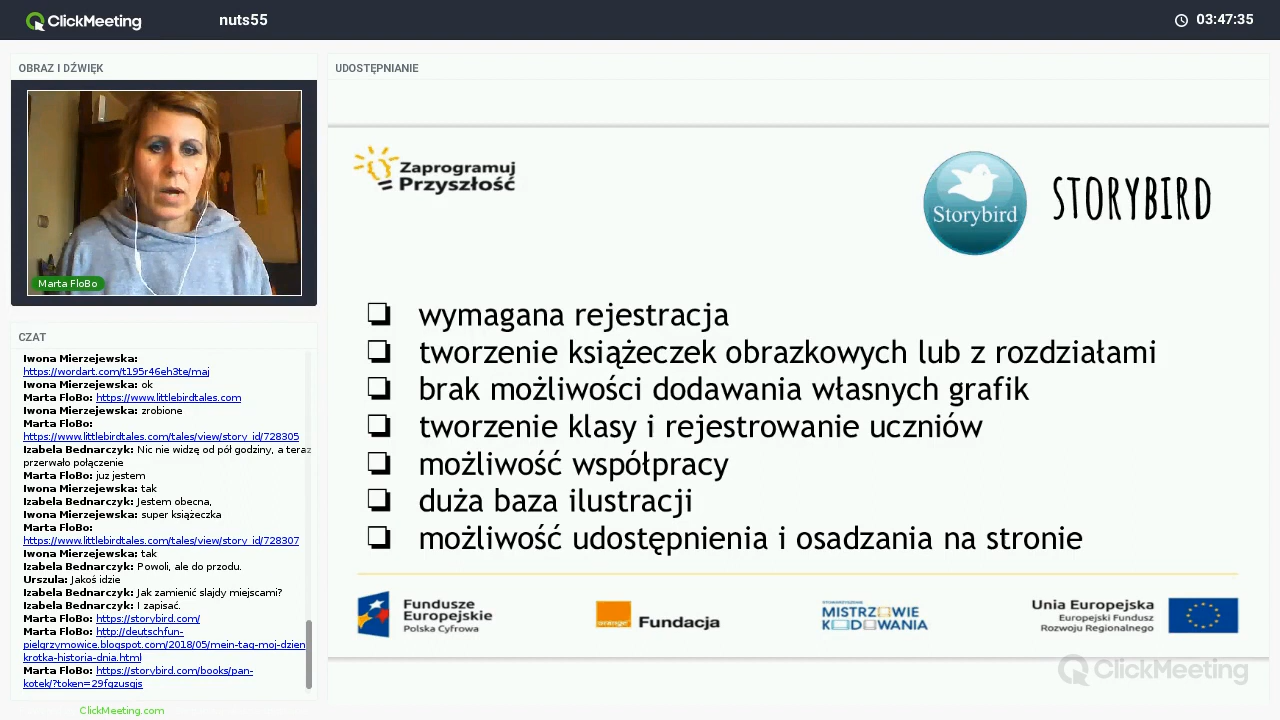 ClickMeeting
nuts55
03:47:35
OBRAZ I DŹWIĘK
Marta FloBo
CZAT
Iwona Mierzejewska:
https://wordart.com/t195r46eh3te/maj
Iwona Mierzejewska: ok
Marta FloBo: https://www.littlebirdtales.com
Iwona Mierzejewska: zrobione
Marta FloBo:
https://www.littlebirdtales.com/tales/view/story_id/728305
Izabela Bednarczyk: Nic nie widzę od pół godziny, a teraz
przerwało połączenie
Marta FloBo: juz jestem
Iwona Mierzejewska: tak
Izabela Bednarczyk: Jestem obecna,
Iwona Mierzejewska: super książeczka
Marta FloBo:
https://www.littlebirdtales.com/tales/view/story_id/728307
Iwona Mierzejewska: tak
Izabela Bednarczyk: Powoli, ale do przodu.
Urszula: Jakoś idzie
Izabela Bednarczyk: Jak zamienić slajdy miejscami?
Izabela Bednarczyk: I zapisać.
Marta FloBo: https://storybird.com/
Marta FloBo: http://deutschfun-
pielgrzymowice.blogspot.com/2018/05/mein-tag-moj-dzien-
krotka-historia-dnia.html
Marta FloBo: https://storybird.com/books/pan-
kotek/?token=29fqzusqjs
ClickMeeting.com
UDOSTĘPNIANIE
Zaprogramuj
Przyszłość
Storybird
STORYBIRD
❏ wymagana rejestracja
❏ tworzenie książeczek obrazkowych lub z rozdziałami
❏ brak możliwości dodawania własnych grafik
❏ tworzenie klasy i rejestrowanie uczniów
❏ możliwość współpracy
❏ duża baza ilustracji
❏ możliwość udostępnienia i osadzania na stronie
Fundusze
Europejskie
Polska Cyfrowa
orange
Fundacja
STOWARZYSZENIE
MISTRZOWIE
KODOWANIA
Unia Europejska
Europejski Fundusz
Rozwoju Regionalnego
ClickMeeting